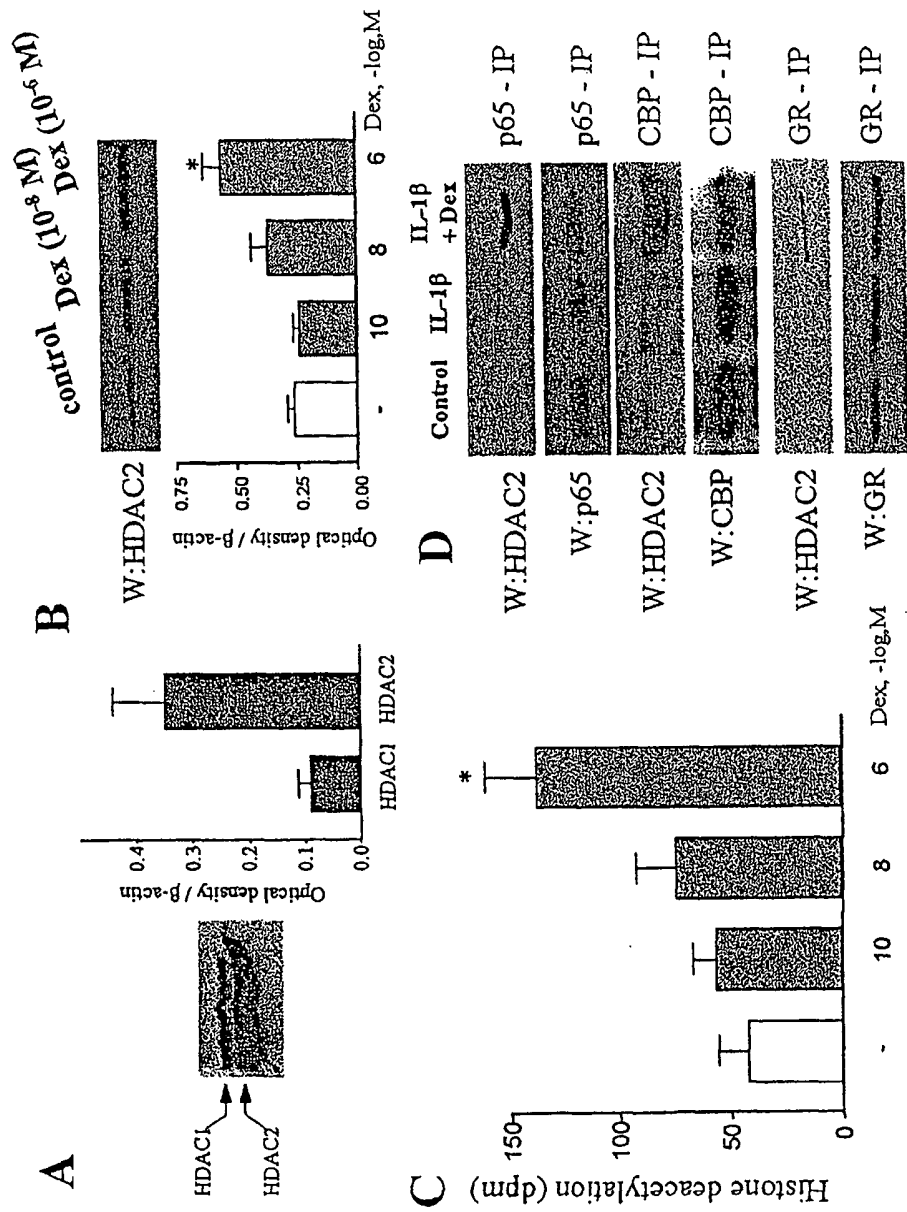 A
HDAC1
HDAC2
Optical density / β-actin
0.4
0.3
0.2
0.1
0.0
HDAC1 HDAC2
B
control
Dex (10⁻⁸ M)
Dex (10⁻⁶ M)
W:HDAC2
Optical density / β-actin
0.75
0.50
0.25
0.00
*
- 10 8 6 Dex, -log,M
C
Histone deacetylation (dpm)
150
100
50
0
*
- 10 8 6 Dex, -log,M
D
Control IL-1β IL-1β
+ Dex
W:HDAC2 p65 - IP
W:p65 p65 - IP
W:HDAC2 CBP - IP
W:CBP CBP - IP
W:HDAC2 GR - IP
W:GR GR - IP